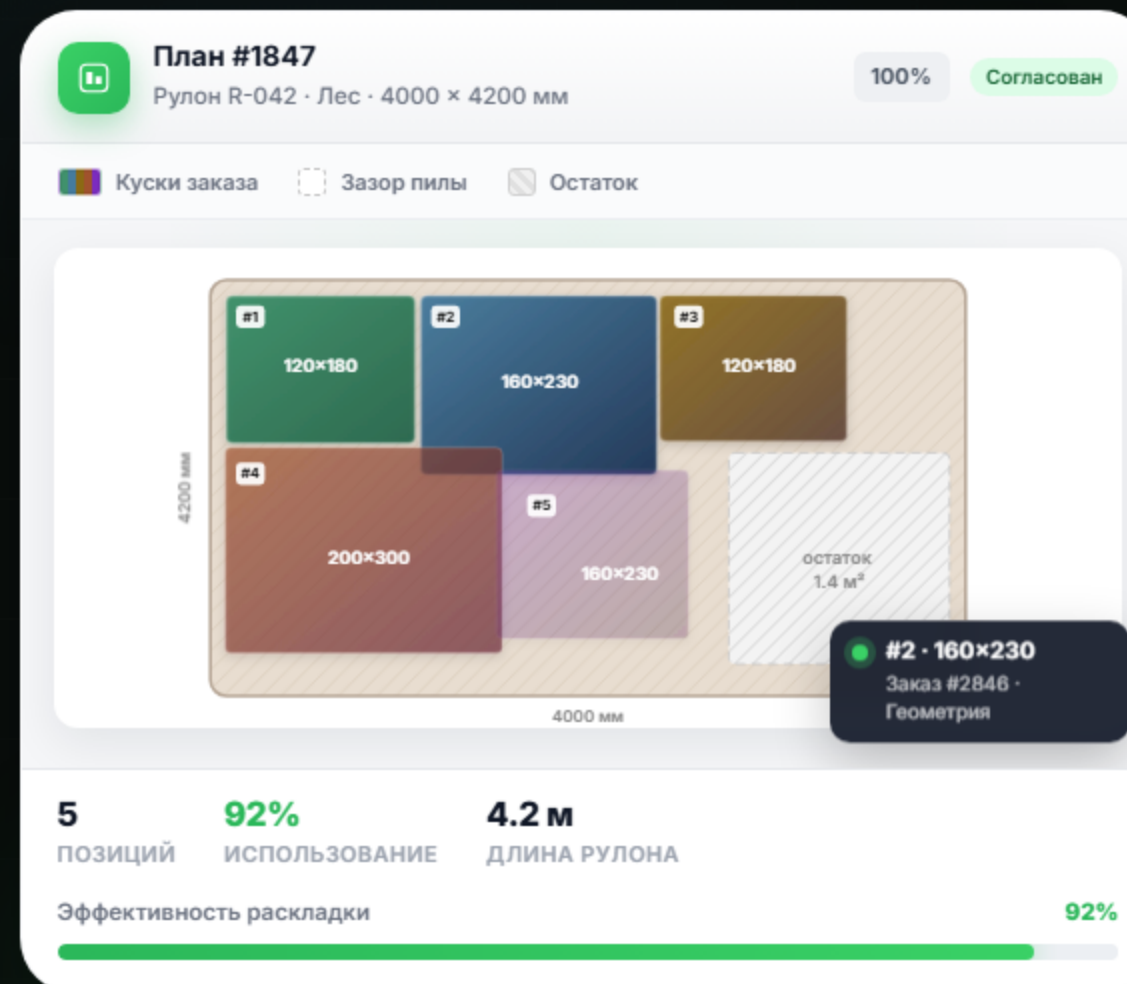 План #1847
Рулон R-042 · Лес · 4000 × 4200 мм
100%
Согласован
Куски заказа
Зазор пилы
Остаток
#1
120×180
#2
160×230
#3
120×180
4200 мм
#4
200×300
#5
160×230
остаток
1.4 м²
4000 мм
#2 · 160×230
Заказ #2846 ·
Геометрия
5
ПОЗИЦИЙ
92%
ИСПОЛЬЗОВАНИЕ
4.2 м
ДЛИНА РУЛОНА
Эффективность раскладки
92%